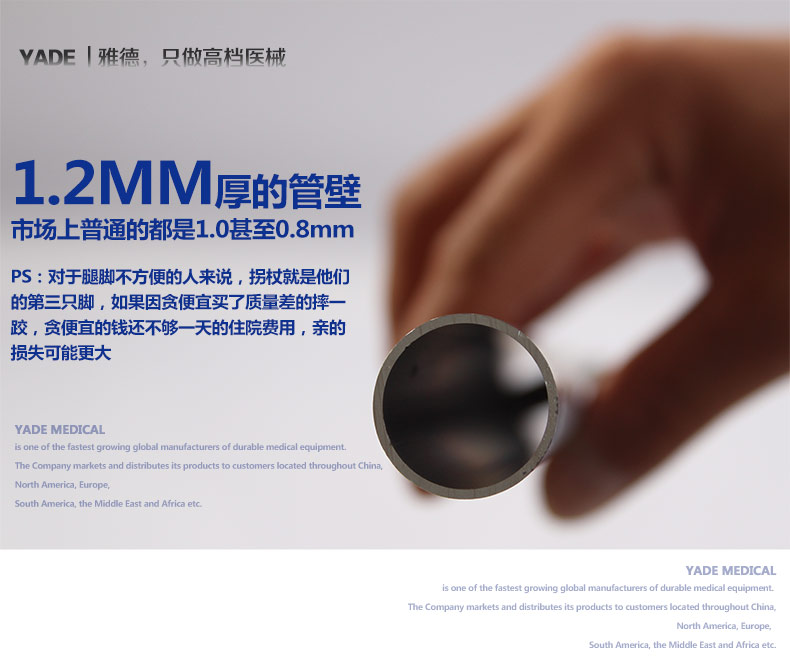 YADE | 雅德，只做高档医械
1.2MM厚的管壁
市场上普通的都是1.0甚至0.8mm
PS：对于腿脚不方便的人来说，拐杖就是他们
的第三只脚，如果因贪便宜买了质量差的摔一
跤，贪便宜的钱还不够一天的住院费用，亲的
损失可能更大
YADE MEDICAL
is one of the fastest growing global manufacturers of durable medical equipment.
The Company markets and distributes its products to customers located throughout China,
North America, Europe,
South America, the Middle East and Africa etc.
YADE MEDICAL
is one of the fastest growing global manufacturers of durable medical equipment.
The Company markets and distributes its products to customers located throughout China,
North America, Europe,
South America, the Middle East and Africa etc.